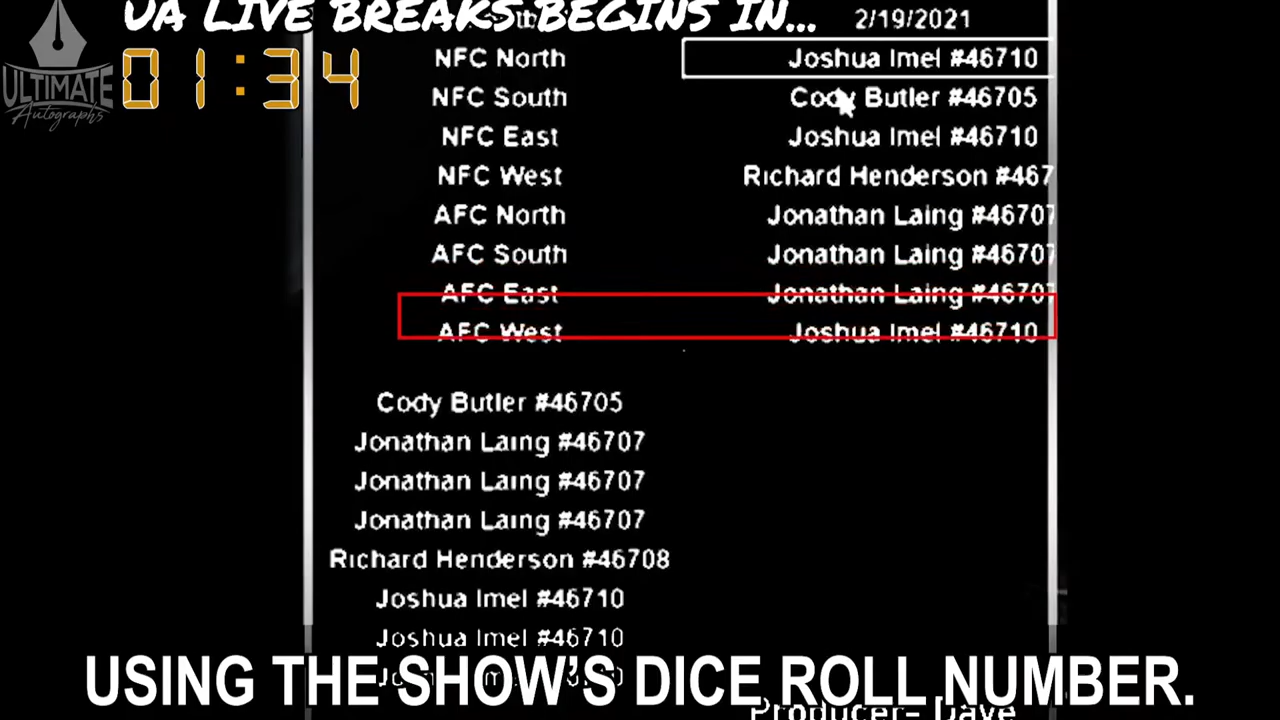 UA LIVE BREAKS BEGINS IN...
2/19/2021
ULTIMATE
Autographs
01:34
NFC North Joshua Imel #46710
NFC South Cody Butler #46705
NFC East Joshua Imel #46710
NFC West Richard Henderson #467
AFC North Jonathan Laing #46707
AFC South Jonathan Laing #46707
AFC East Jonathan Laing #46707
AFC West Joshua Imel #46710
Cody Butler #46705
Jonathan Laing #46707
Jonathan Laing #46707
Jonathan Laing #46707
Richard Henderson #46708
Joshua Imel #46710
Joshua Imel #46710
USING THE SHOW'S DICE ROLL NUMBER.
Producer- Dave